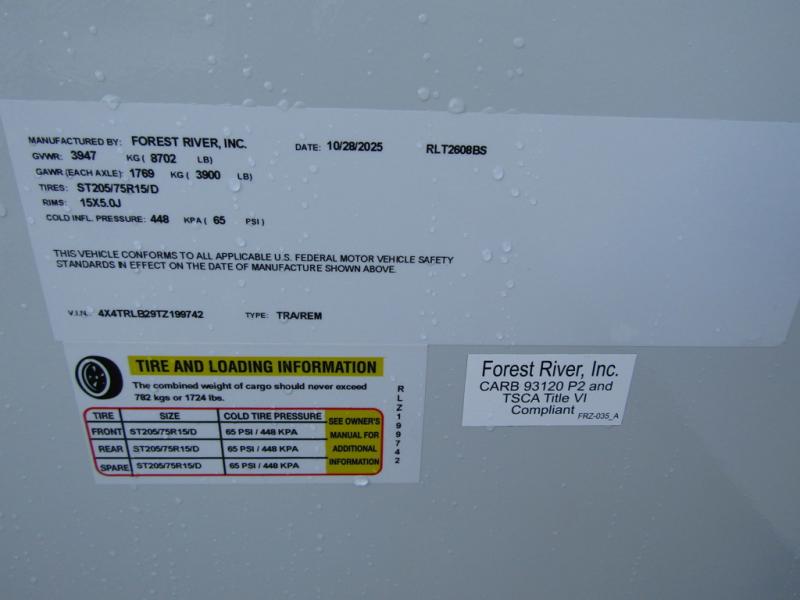 MANUFACTURED BY: FOREST RIVER, INC. DATE: 10/28/2025 RLT2608BS
GVWR: 3947 KG ( 8702 LB)
GAWR (EACH AXLE): 1769 KG ( 3900 LB)
TIRES: ST205/75R15/D
RIMS: 15X5.0J
COLD INFL. PRESSURE: 448 KPA ( 65 PSI )
THIS VEHICLE CONFORMS TO ALL APPLICABLE U.S. FEDERAL MOTOR VEHICLE SAFETY
STANDARDS IN EFFECT ON THE DATE OF MANUFACTURE SHOWN ABOVE.
V.I.N.: 4X4TRLB29TZ199742 TYPE: TRA/REM
TIRE AND LOADING INFORMATION
The combined weight of cargo should never exceed
782 kgs or 1724 lbs.
TIRE SIZE COLD TIRE PRESSURE
FRONT ST205/75R15/D 65 PSI / 448 KPA
REAR ST205/75R15/D 65 PSI / 448 KPA
SPARE ST205/75R15/D 65 PSI / 448 KPA
SEE OWNER'S
MANUAL FOR
ADDITIONAL
INFORMATION
RLZ199742
Forest River, Inc.
CARB 93120 P2 and
TSCA Title VI
Compliant FRZ-035_A